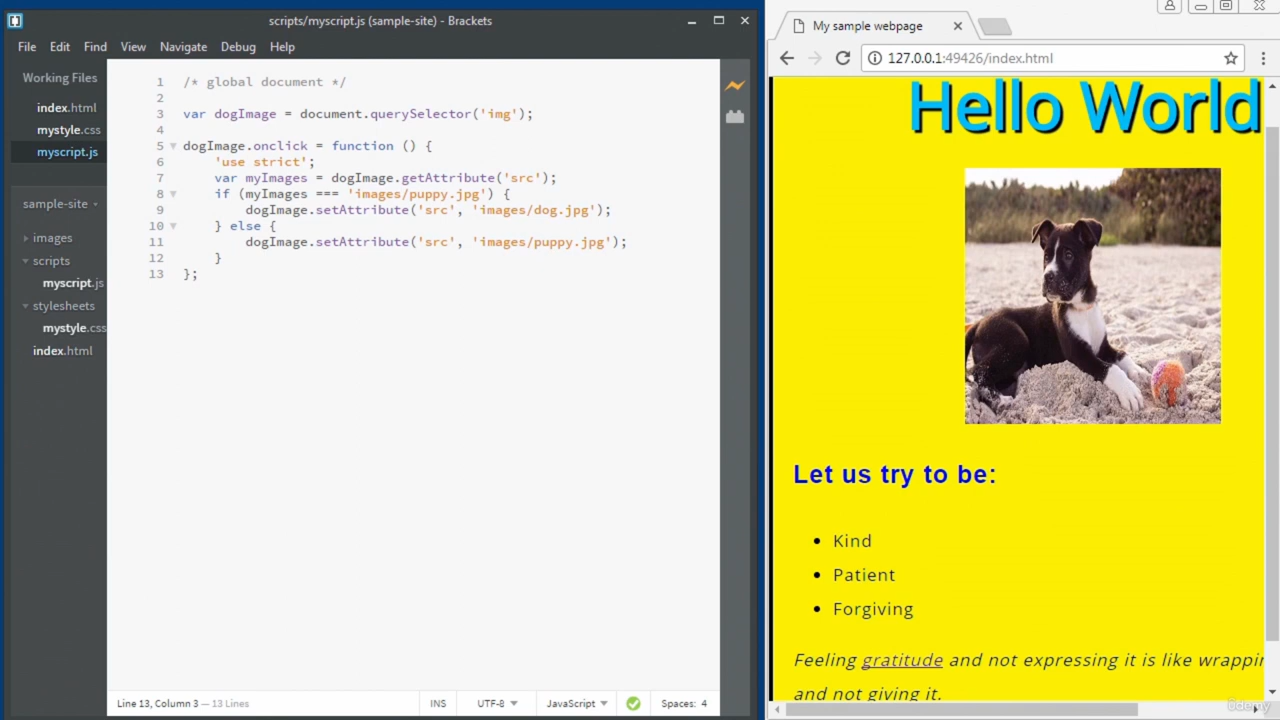 scripts/myscript.js (sample-site) - Brackets
File Edit Find View Navigate Debug Help
Working Files
index.html
mystyle.css
myscript.js
sample-site
images
scripts
myscript.js
stylesheets
mystyle.css
index.html
1 /* global document */
2
3 var dogImage = document.querySelector('img');
4
5 dogImage.onclick = function () {
6 'use strict';
7 var myImages = dogImage.getAttribute('src');
8 if (myImages === 'images/puppy.jpg') {
9 dogImage.setAttribute('src', 'images/dog.jpg');
10 } else {
11 dogImage.setAttribute('src', 'images/puppy.jpg');
12 }
13 };
Line 13, Column 3 — 13 Lines
INS UTF-8 JavaScript Spaces: 4
My sample webpage
127.0.0.1:49426/index.html
Hello World
Let us try to be:
• Kind
• Patient
• Forgiving
Feeling gratitude and not expressing it is like wrappin
and not giving it.
ûdemy